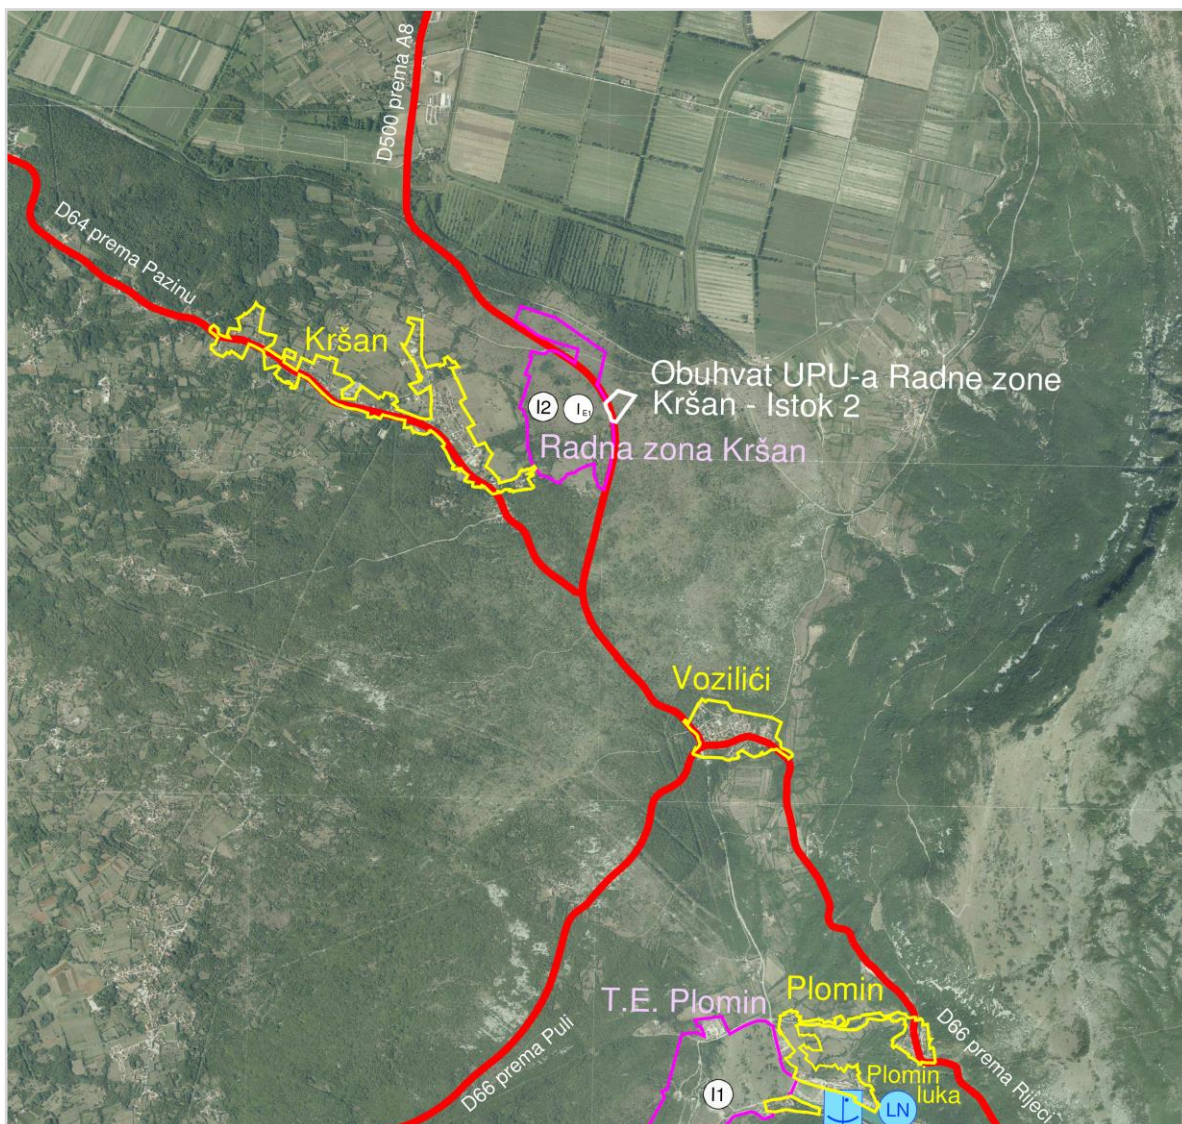 D500 prema A8
D64 prema Pazinu
Kršan
Obuhvat UPU-a Radne zone
Kršan - Istok 2
I2
IE1
Radna zona Kršan
Vozilići
T.E. Plomin
Plomin
D66 prema Puli
D66 prema Rijeci
Plomin
luka
I1
LN